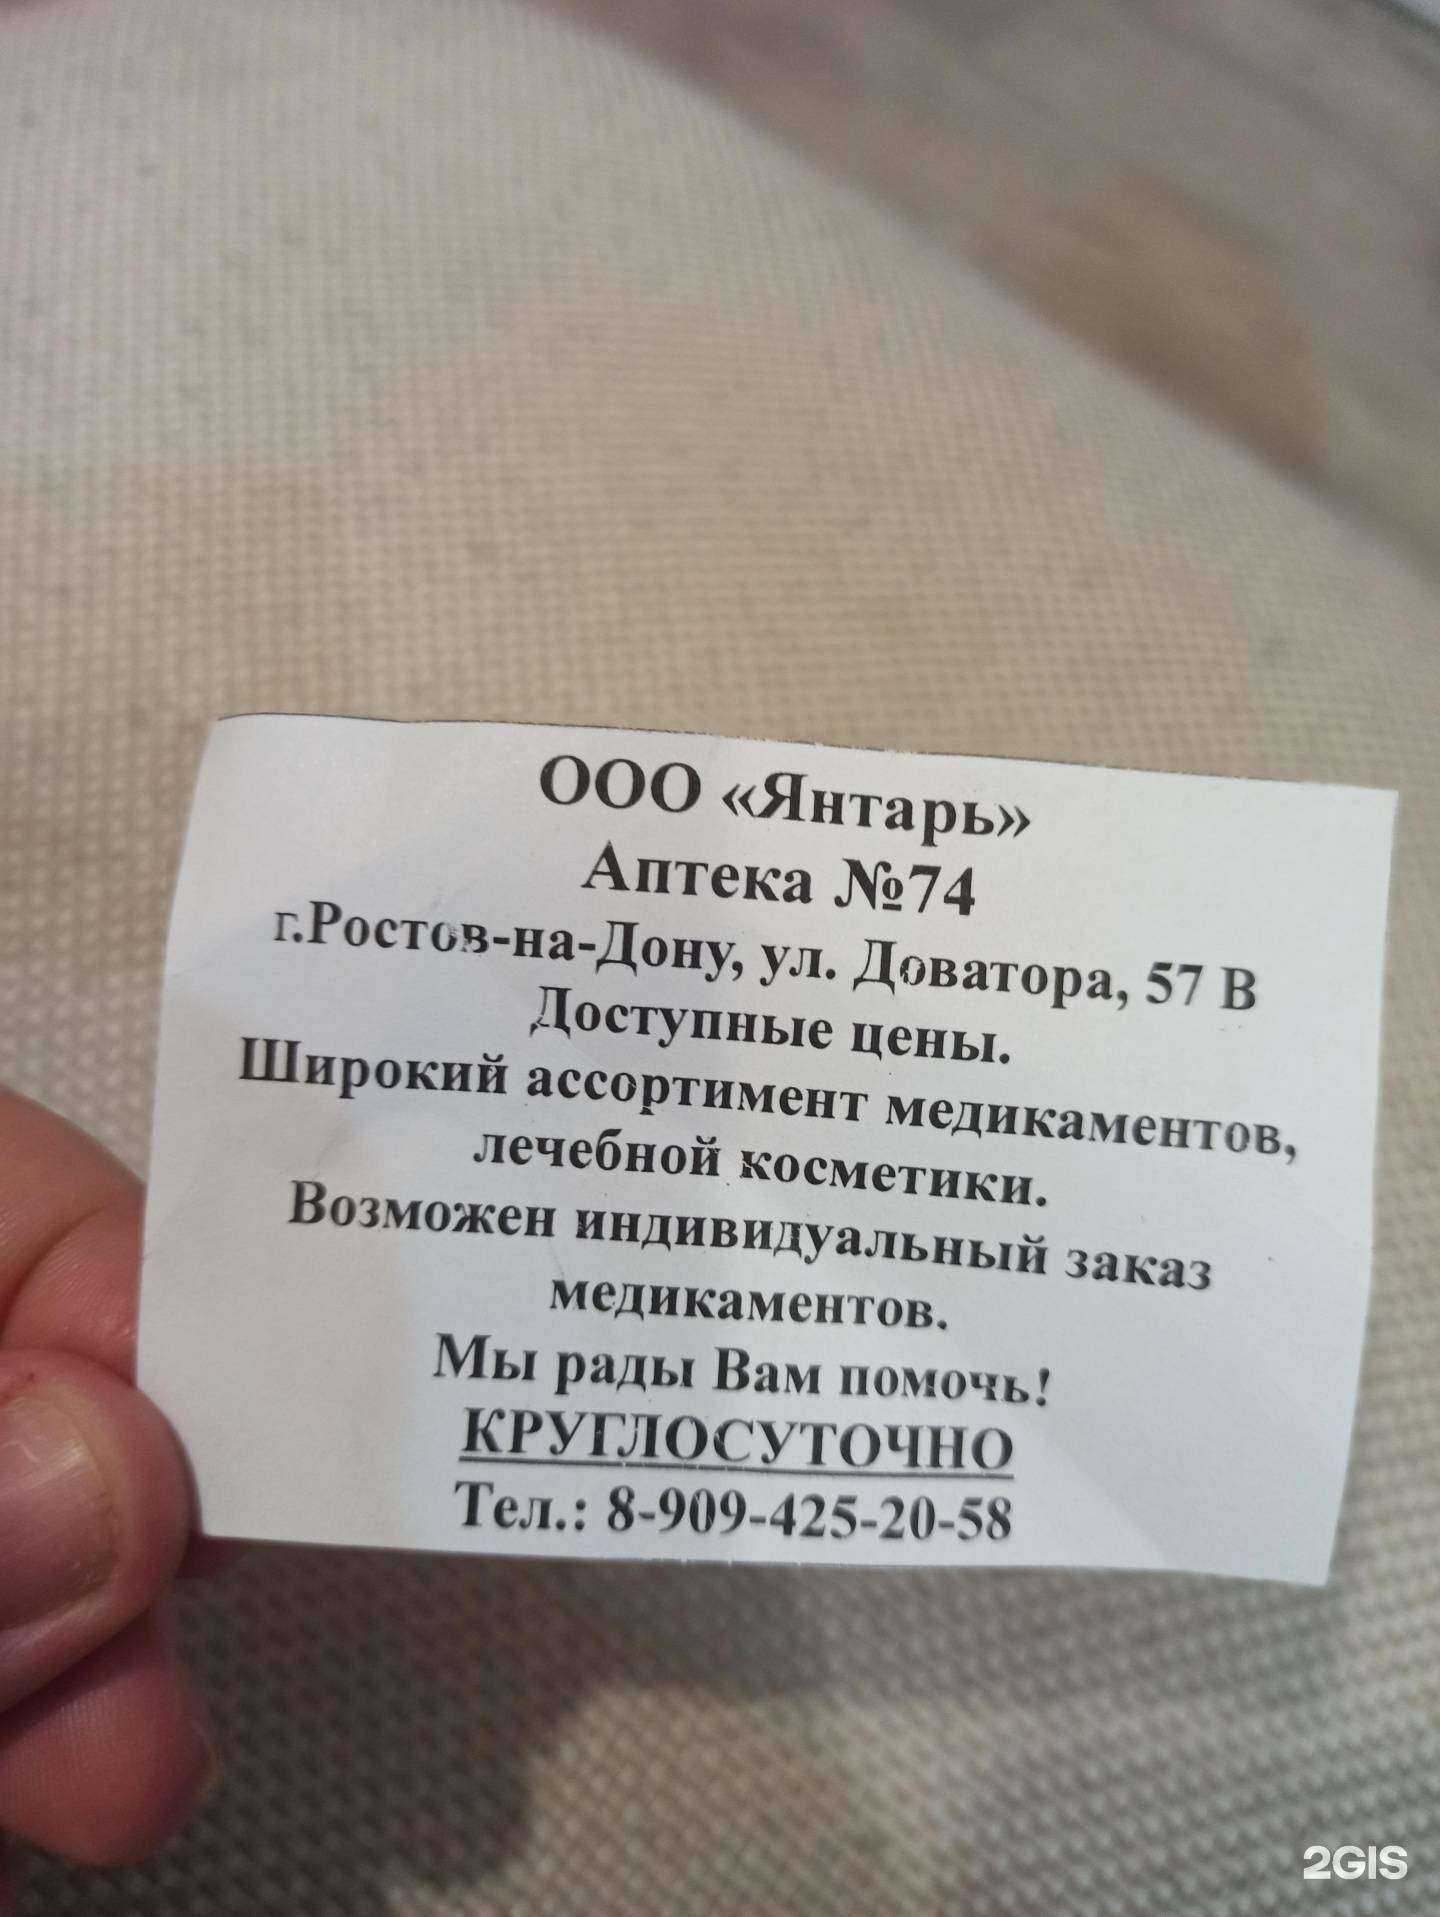 ООО «Янтарь»
Аптека №74
г.Ростов-на-Дону, ул. Доватора, 57 В
Доступные цены.
Широкий ассортимент медикаментов,
лечебной косметики.
Возможен индивидуальный заказ
медикаментов.
Мы рады Вам помочь!
КРУГЛОСУТОЧНО
Тел.: 8-909-425-20-58
2GIS